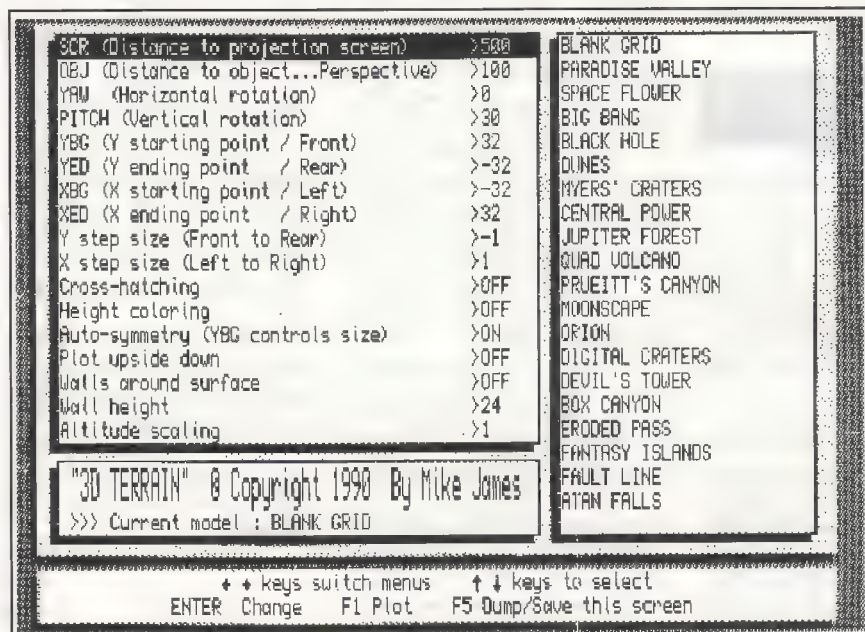 SCR (Distance to projection screen) >500
OBJ (Distance to object...Perspective) >100
YAW (Horizontal rotation) >0
PITCH (Vertical rotation) >30
YBG (Y starting point / Front) >32
YED (Y ending point / Rear) >-32
XBG (X starting point / Left) >-32
XED (X ending point / Right) >32
Y step size (Front to Rear) >-1
X step size (Left to Right) >1
Cross-hatching >OFF
Height coloring >OFF
Auto-symmetry (YBG controls size) >ON
Plot upside down >OFF
Walls around surface >OFF
Wall height >24
Altitude scaling >1
"3D TERRAIN" @ Copyright 1990 By Mike James
>>> Current model : BLANK GRID
BLANK GRID
PARADISE VALLEY
SPACE FLOWER
BIG BANG
BLACK HOLE
DUNES
MYERS' CRATERS
CENTRAL POWER
JUPITER FOREST
QUAD VOLCANO
PRUEITT'S CANYON
MOONSCAPE
ORION
DIGITAL CRATERS
DEVIL'S TOWER
BOX CANYON
ERODED PASS
FANTASY ISLANDS
FAULT LINE
ATAN FALLS
← → keys switch menus ↑ ↓ keys to select
ENTER Change F1 Plot F5 Dump/Save this screen